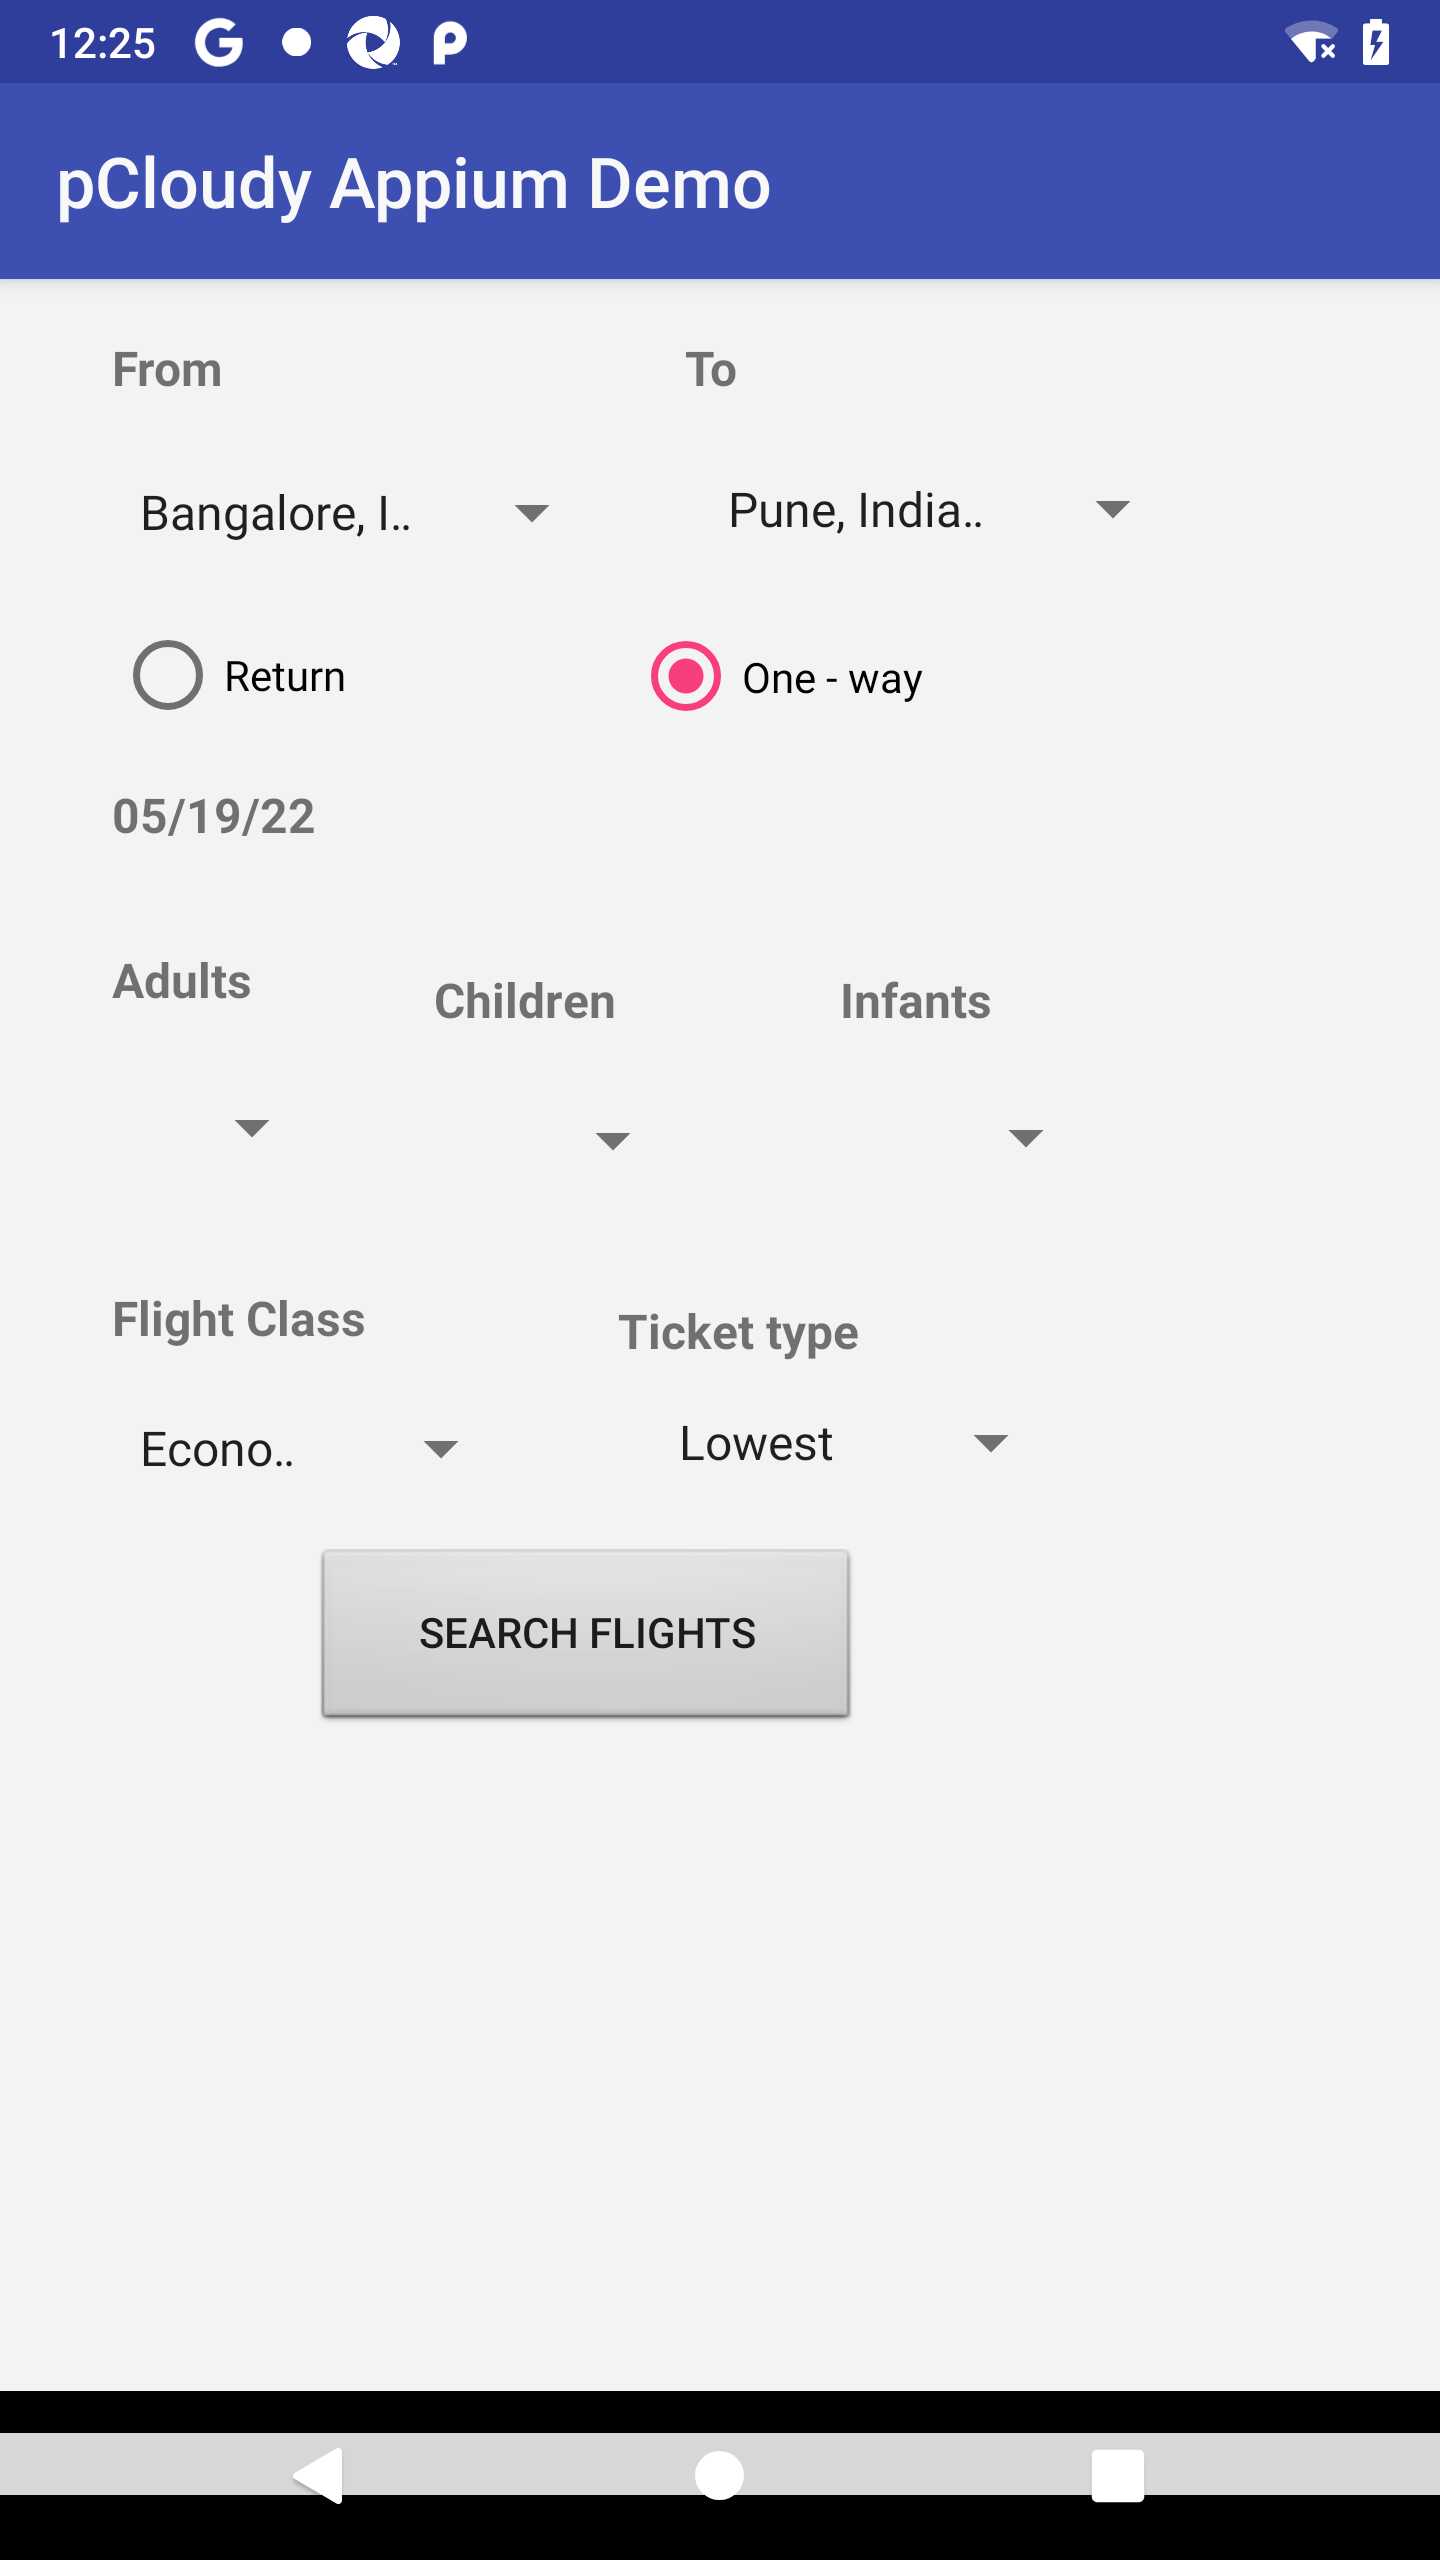 12:25
pCloudy Appium Demo
From To
Bangalore, I.. Pune, India..
Return One - way
05/19/22
Adults Children Infants
Flight Class Ticket type
Econo.. Lowest
SEARCH FLIGHTS